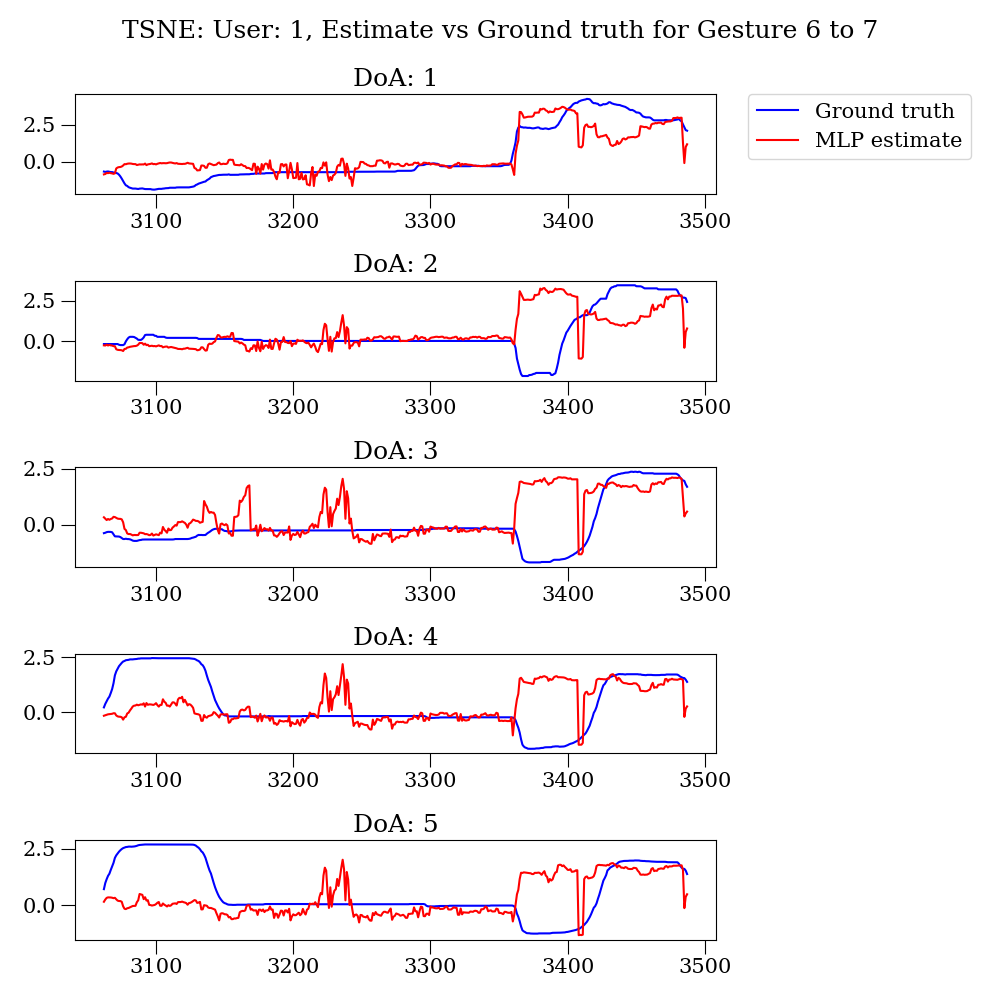 TSNE: User: 1, Estimate vs Ground truth for Gesture 6 to 7
DoA: 1
Ground truth
MLP estimate
2.5
0.0
3100 3200 3300 3400 3500
DoA: 2
2.5
0.0
3100 3200 3300 3400 3500
DoA: 3
2.5
0.0
3100 3200 3300 3400 3500
DoA: 4
2.5
0.0
3100 3200 3300 3400 3500
DoA: 5
2.5
0.0
3100 3200 3300 3400 3500